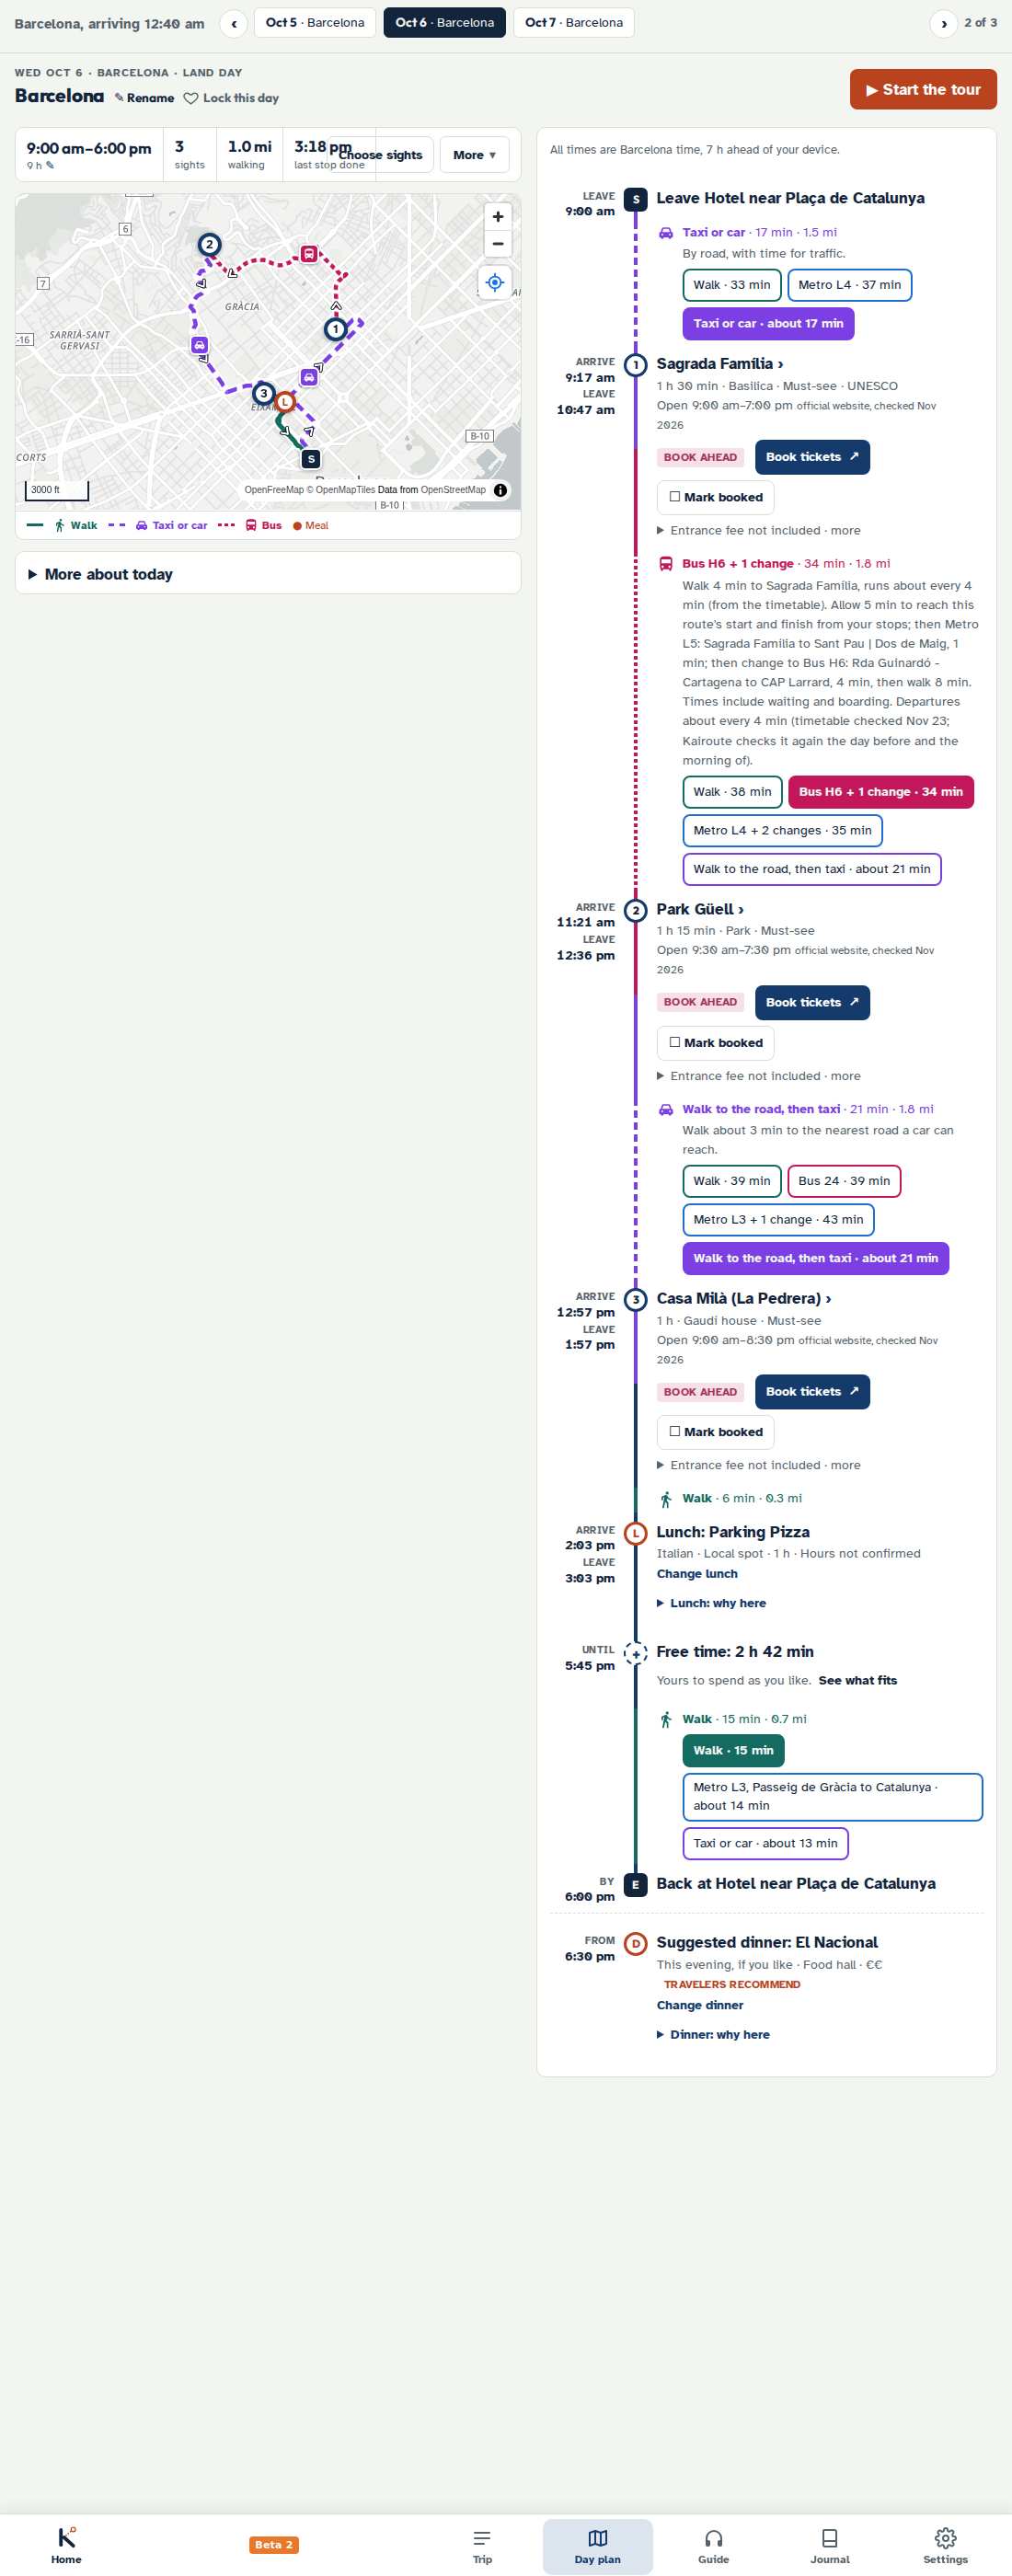 Barcelona, arriving 12:40 am
‹
Oct 5 · Barcelona
Oct 6 · Barcelona
Oct 7 · Barcelona
›
2 of 3
WED OCT 6 · BARCELONA · LAND DAY
Barcelona
✎ Rename
Lock this day
▶ Start the tour
9:00 am–6:00 pm
9 h ✎
3
sights
1.0 mi
walking
3:18 pm
last stop done
Choose sights
More ▾
6
7
-16
SARRIÀ-SANT
GERVASI
GRÀCIA
CORTS
B-10
B-10
2
1
3
L
S
+
−
3000 ft
OpenFreeMap © OpenMapTiles Data from OpenStreetMap
Walk
Taxi or car
Bus
Meal
▶ More about today
All times are Barcelona time, 7 h ahead of your device.
LEAVE
9:00 am
S
Leave Hotel near Plaça de Catalunya
Taxi or car · 17 min · 1.5 mi
By road, with time for traffic.
Walk · 33 min
Metro L4 · 37 min
Taxi or car · about 17 min
ARRIVE
9:17 am
LEAVE
10:47 am
1
Sagrada Família ›
1 h 30 min · Basilica · Must-see · UNESCO
Open 9:00 am–7:00 pm official website, checked Nov
2026
BOOK AHEAD
Book tickets ↗
☐ Mark booked
▶ Entrance fee not included · more
Bus H6 + 1 change · 34 min · 1.8 mi
Walk 4 min to Sagrada Família, runs about every 4
min (from the timetable). Allow 5 min to reach this
route's start and finish from your stops; then Metro
L5: Sagrada Família to Sant Pau | Dos de Maig, 1
min; then change to Bus H6: Rda Guinardó -
Cartagena to CAP Larrard, 4 min, then walk 8 min.
Times include waiting and boarding. Departures
about every 4 min (timetable checked Nov 23;
Kairoute checks it again the day before and the
morning of).
Walk · 38 min
Bus H6 + 1 change · 34 min
Metro L4 + 2 changes · 35 min
Walk to the road, then taxi · about 21 min
ARRIVE
11:21 am
LEAVE
12:36 pm
2
Park Güell ›
1 h 15 min · Park · Must-see
Open 9:30 am–7:30 pm official website, checked Nov
2026
BOOK AHEAD
Book tickets ↗
☐ Mark booked
▶ Entrance fee not included · more
Walk to the road, then taxi · 21 min · 1.8 mi
Walk about 3 min to the nearest road a car can
reach.
Walk · 39 min
Bus 24 · 39 min
Metro L3 + 1 change · 43 min
Walk to the road, then taxi · about 21 min
ARRIVE
12:57 pm
LEAVE
1:57 pm
3
Casa Milà (La Pedrera) ›
1 h · Gaudí house · Must-see
Open 9:00 am–8:30 pm official website, checked Nov
2026
BOOK AHEAD
Book tickets ↗
☐ Mark booked
▶ Entrance fee not included · more
Walk · 6 min · 0.3 mi
ARRIVE
2:03 pm
LEAVE
3:03 pm
L
Lunch: Parking Pizza
Italian · Local spot · 1 h · Hours not confirmed
Change lunch
▶ Lunch: why here
UNTIL
5:45 pm
+
Free time: 2 h 42 min
Yours to spend as you like. See what fits
Walk · 15 min · 0.7 mi
Walk · 15 min
Metro L3, Passeig de Gràcia to Catalunya ·
about 14 min
Taxi or car · about 13 min
BY
6:00 pm
E
Back at Hotel near Plaça de Catalunya
FROM
6:30 pm
D
Suggested dinner: El Nacional
This evening, if you like · Food hall · €€
TRAVELERS RECOMMEND
Change dinner
▶ Dinner: why here
Home
Beta 2
Trip
Day plan
Guide
Journal
Settings